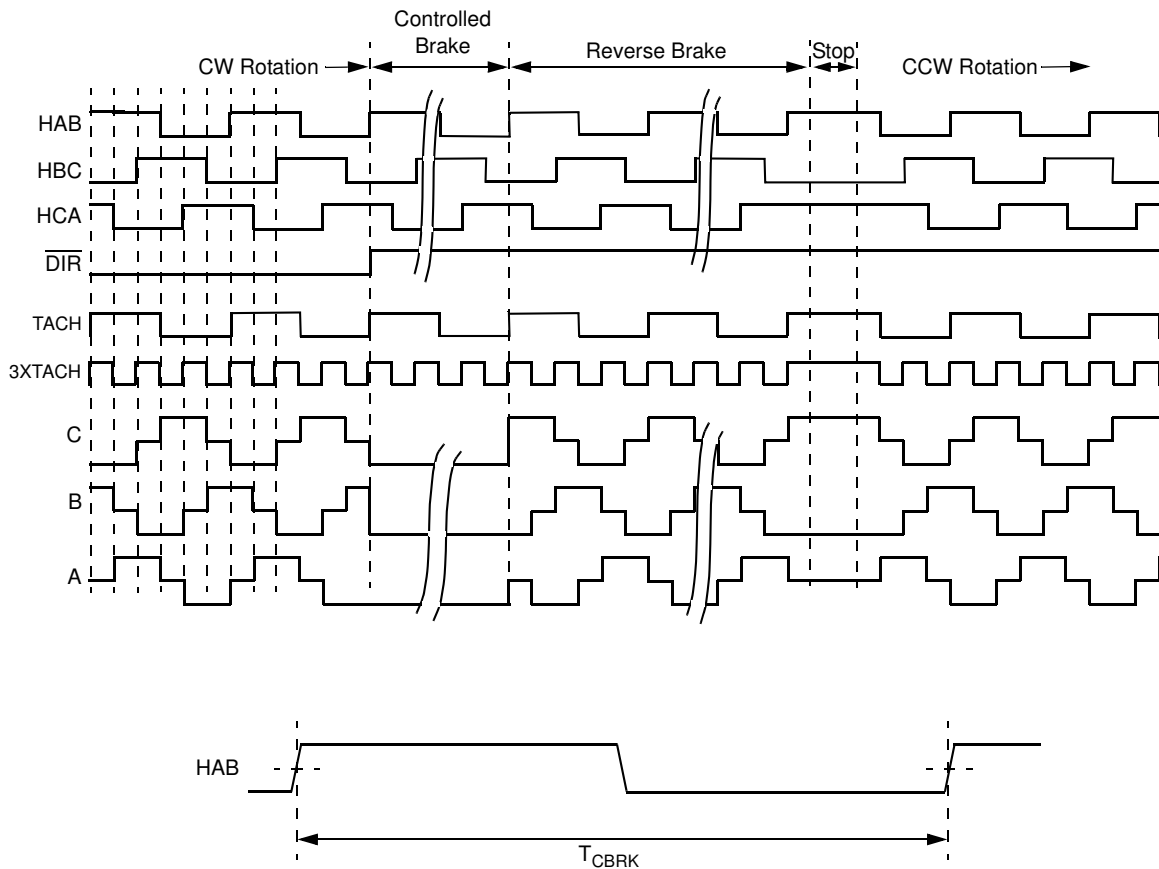 Controlled
Brake
Reverse Brake
Stop
CW Rotation
CCW Rotation
HAB
HBC
HCA
DIR
TACH
3XTACH
C
B
A
HAB
TCBRK